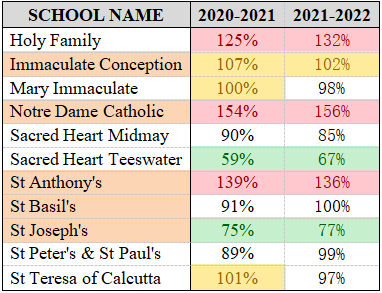 SCHOOL NAME 2020-2021 2021-2022
Holy Family 125% 132%
Immaculate Conception 107% 102%
Mary Immaculate 100% 98%
Notre Dame Catholic 154% 156%
Sacred Heart Midmay 90% 85%
Sacred Heart Teeswater 59% 67%
St Anthony's 139% 136%
St Basil's 91% 100%
St Joseph's 75% 77%
St Peter's & St Paul's 89% 99%
St Teresa of Calcutta 101% 97%